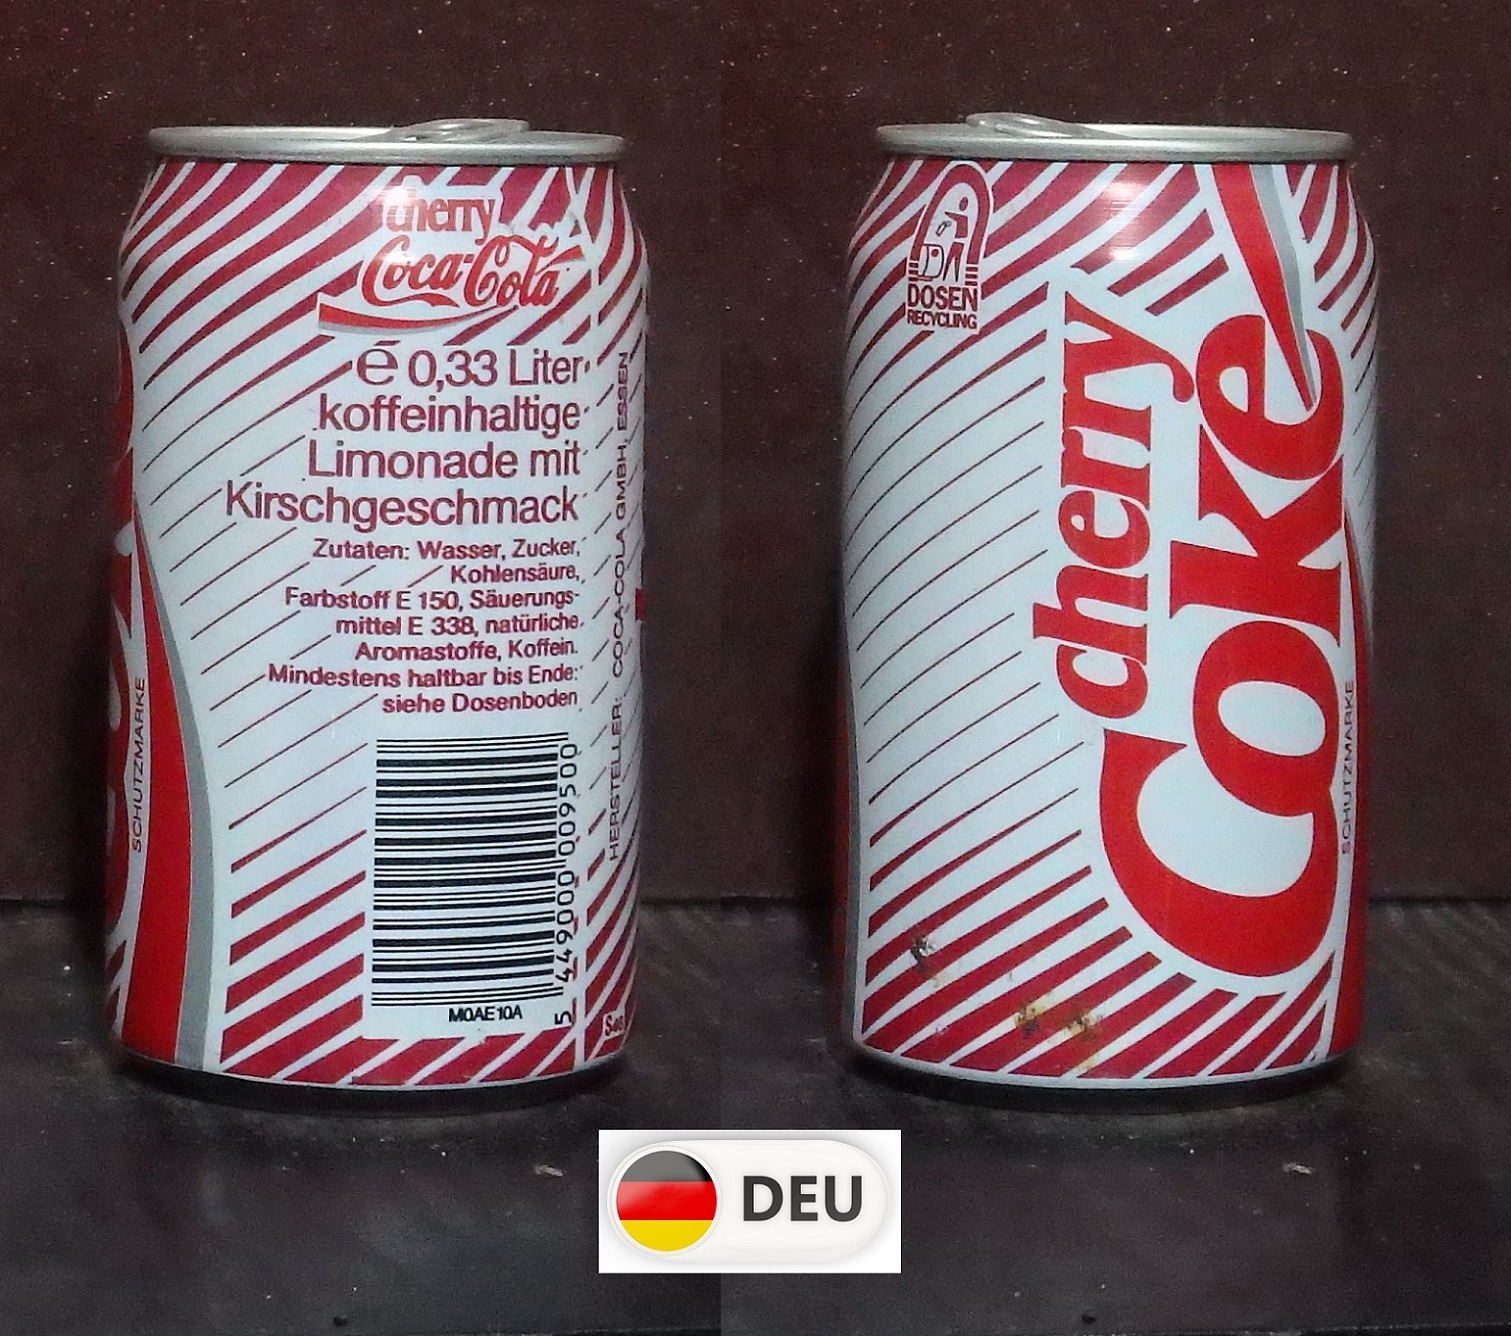 cherry
Coca-Cola
e 0,33 Liter
koffeinhaltige
Limonade mit
Kirschgeschmack
Zutaten: Wasser, Zucker,
Kohlensäure,
Farbstoff E 150, Säuerungs-
mittel E 338, natürliche
Aromastoffe, Koffein.
Mindestens haltbar bis Ende:
siehe Dosenboden
5 449000 009500
M0AE10A
HERSTELLER: COCA-COLA GMBH, ESSEN
SCHUTZMARKE
DOSEN
RECYCLING
cherry
Coke
SCHUTZMARKE
DEU